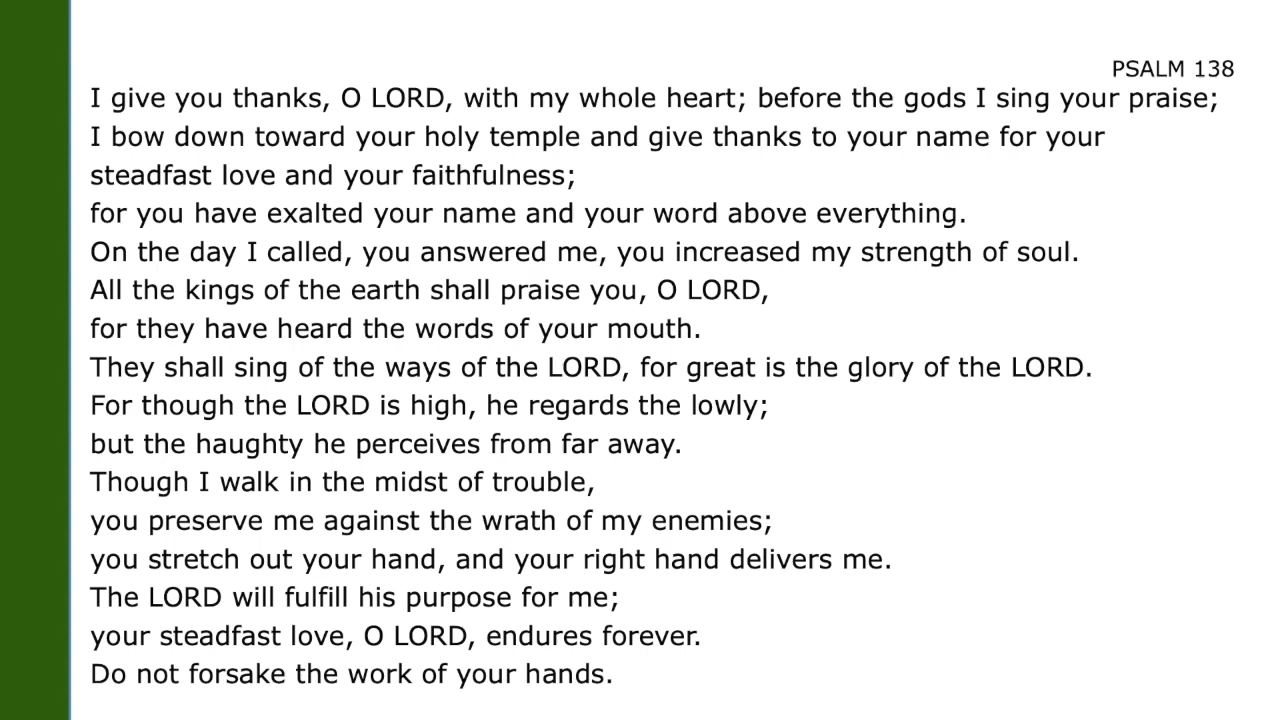 PSALM 138
I give you thanks, O LORD, with my whole heart; before the gods I sing your praise;
I bow down toward your holy temple and give thanks to your name for your
steadfast love and your faithfulness;
for you have exalted your name and your word above everything.
On the day I called, you answered me, you increased my strength of soul.
All the kings of the earth shall praise you, O LORD,
for they have heard the words of your mouth.
They shall sing of the ways of the LORD, for great is the glory of the LORD.
For though the LORD is high, he regards the lowly;
but the haughty he perceives from far away.
Though I walk in the midst of trouble,
you preserve me against the wrath of my enemies;
you stretch out your hand, and your right hand delivers me.
The LORD will fulfill his purpose for me;
your steadfast love, O LORD, endures forever.
Do not forsake the work of your hands.